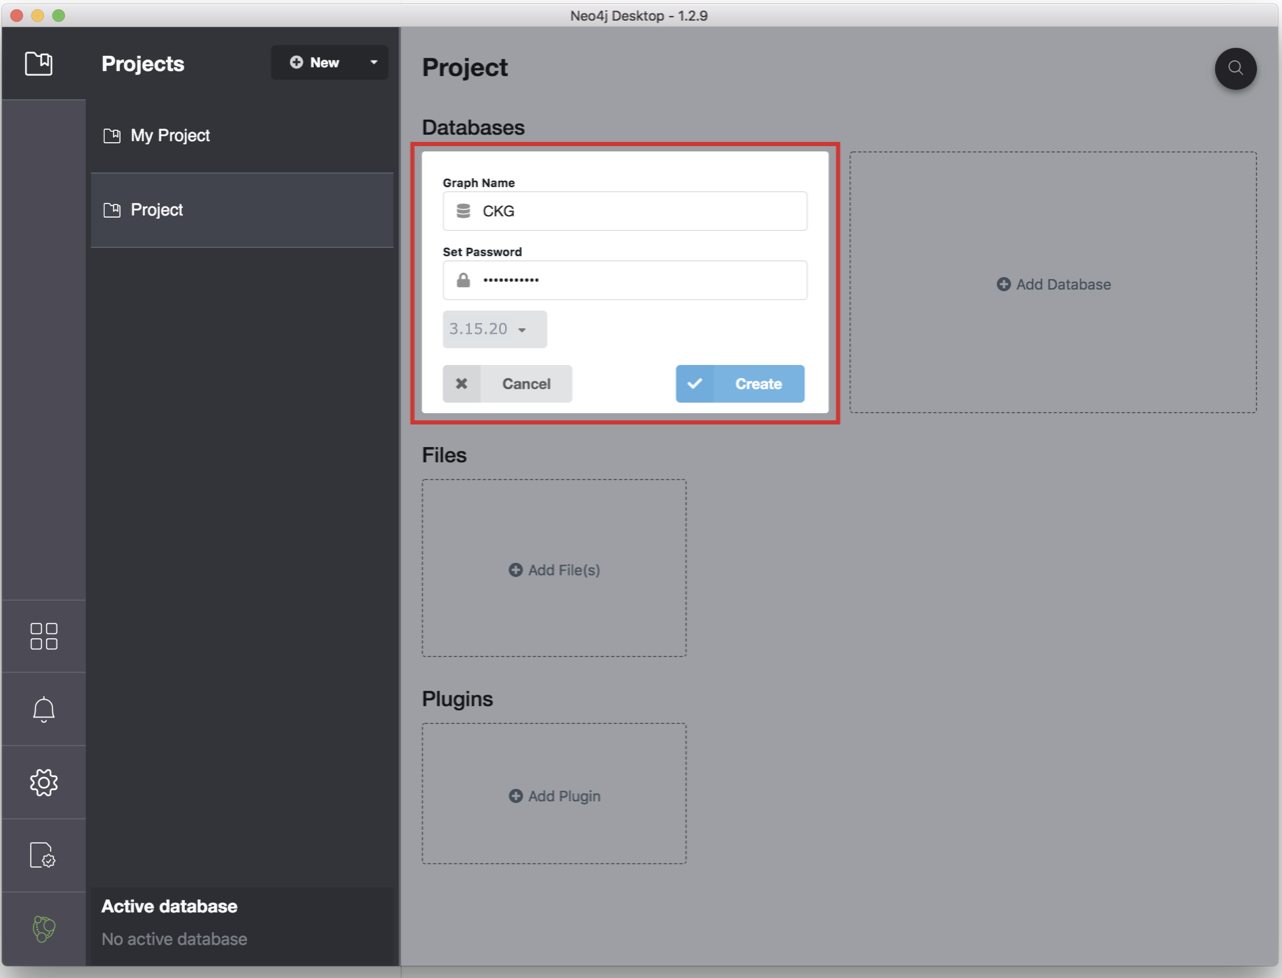 Neo4j Desktop - 1.2.9
Projects
New
My Project
Project
Active database
No active database
Project
Databases
Graph Name
CKG
Set Password
•••••••••••
3.15.20
Cancel
Create
Add Database
Files
Add File(s)
Plugins
Add Plugin